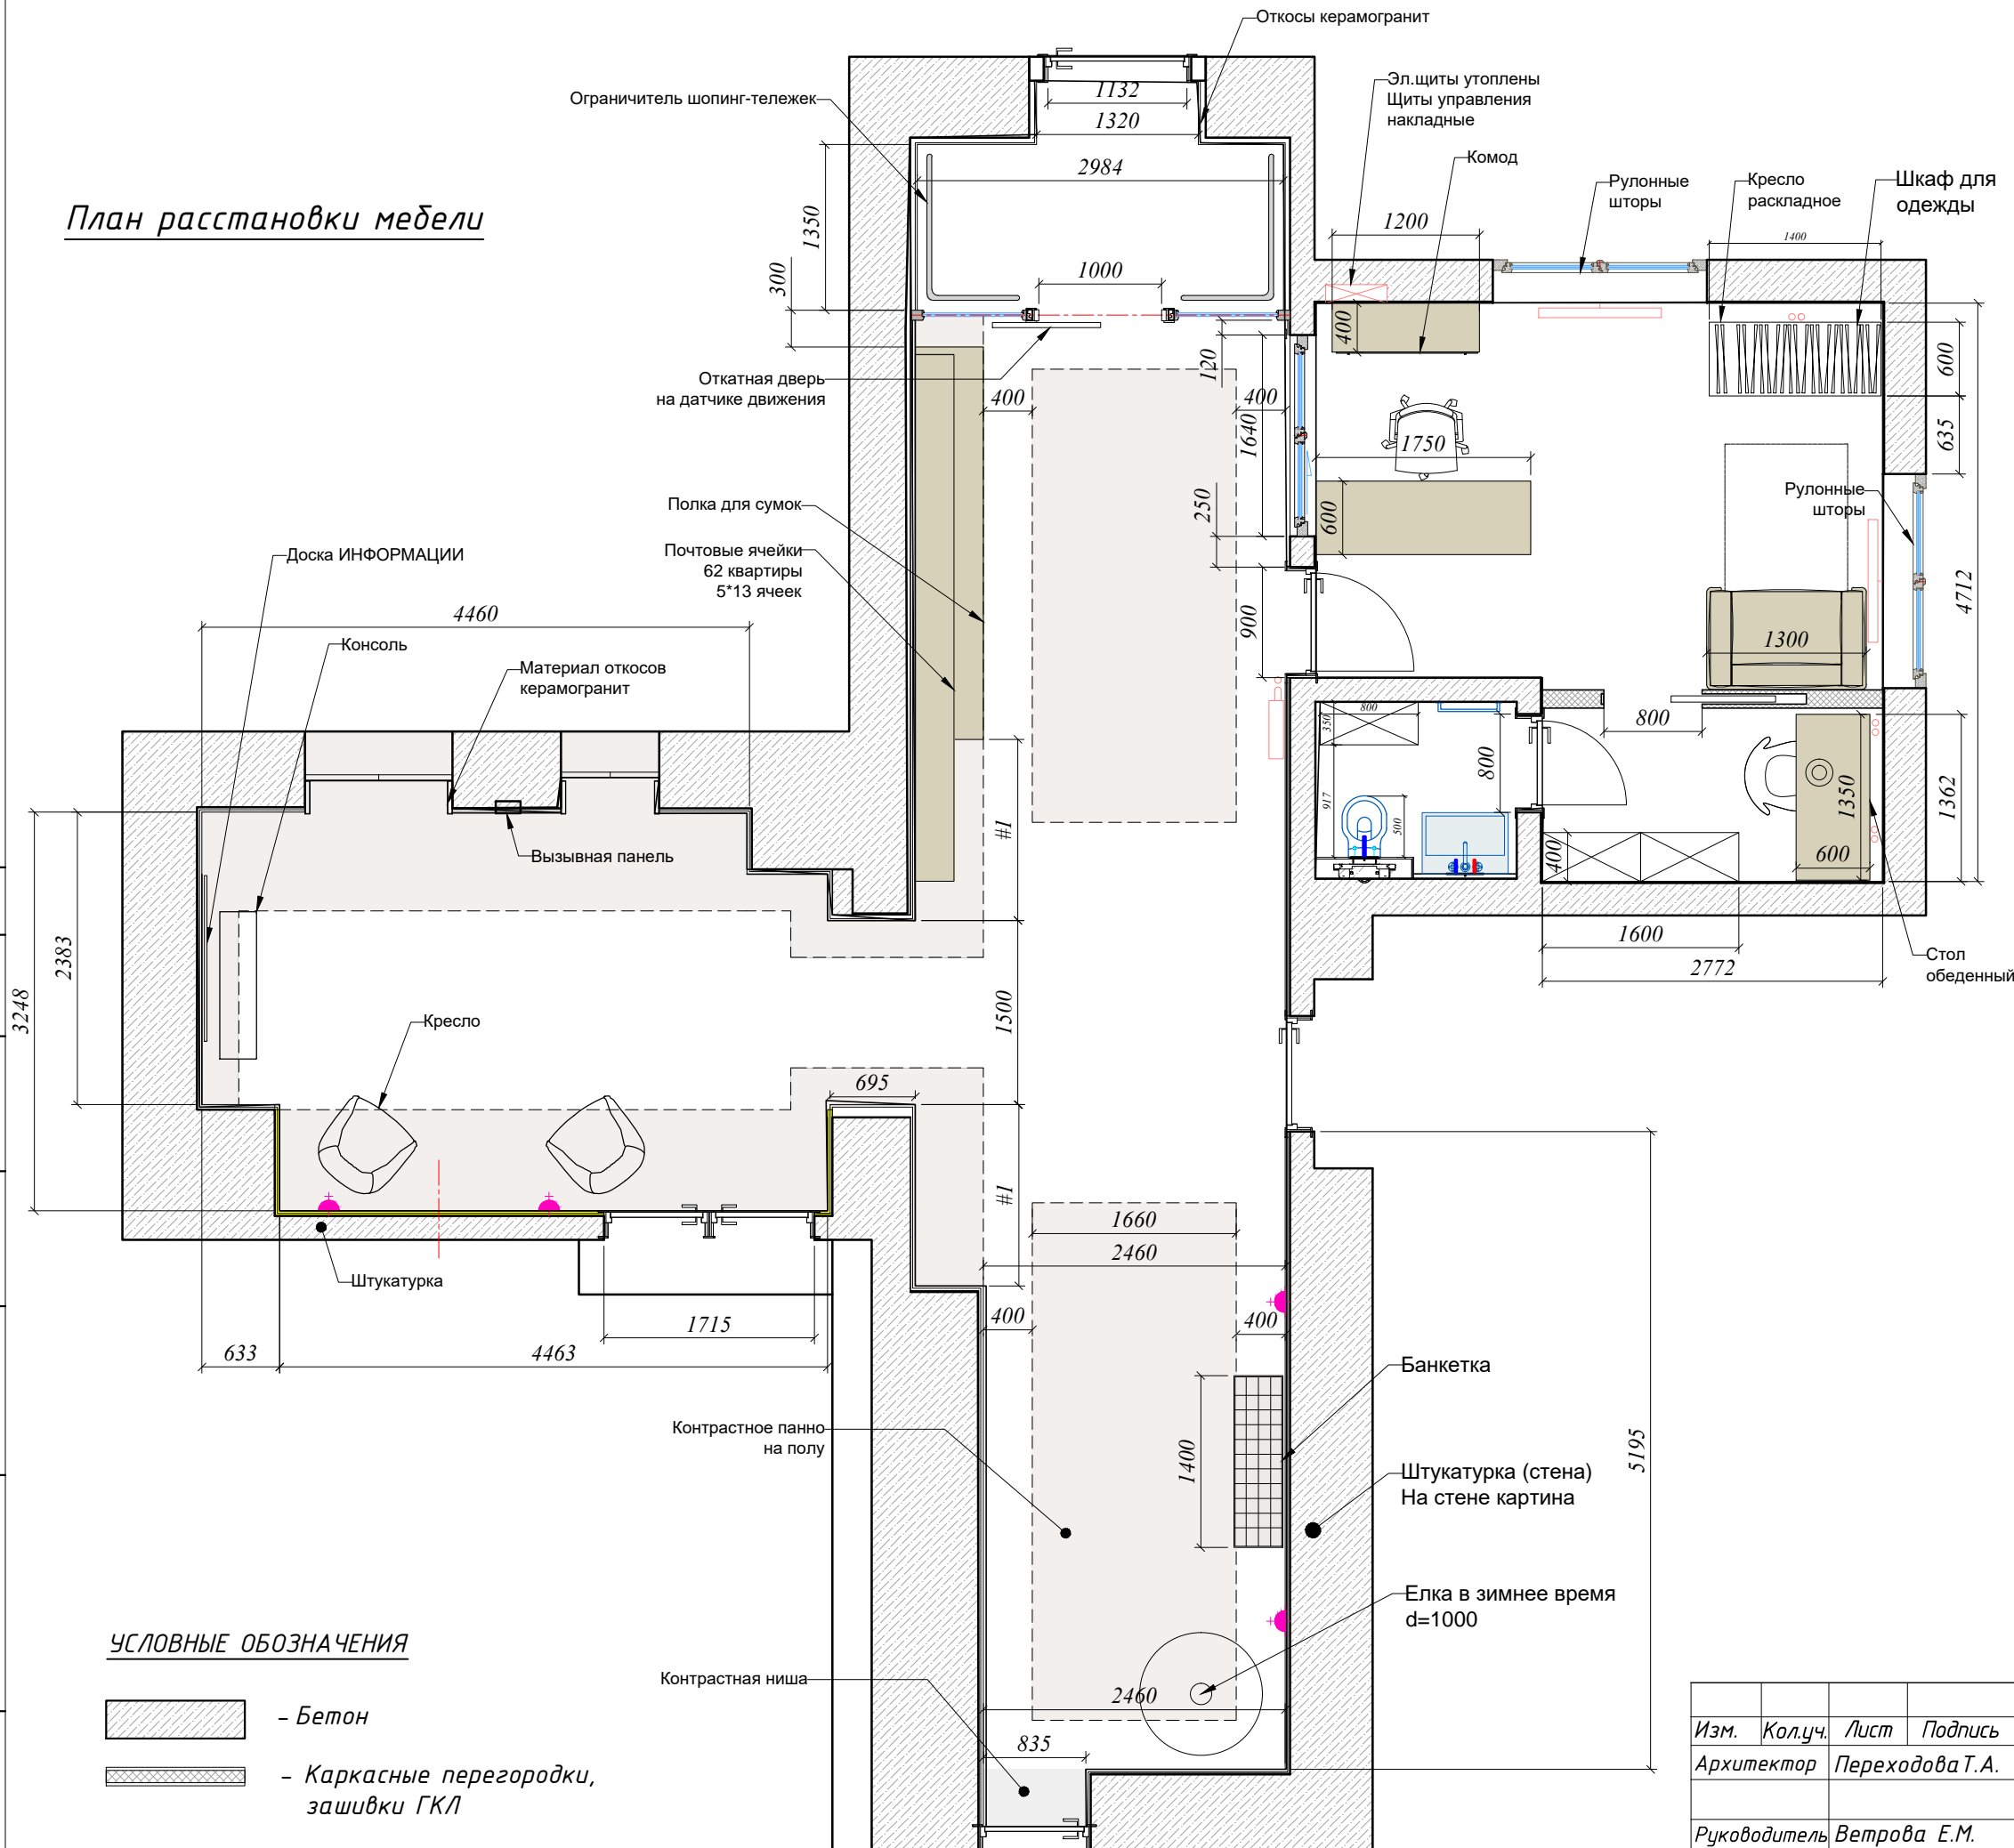 План расстановки мебели
Откосы керамогранит
Ограничитель шопинг-тележек
Эл.щиты утоплены
Щиты управления
накладные
Комод
Рулонные
шторы
Кресло
раскладное
Шкаф для
одежды
1132
1320
2984
1350
300
1000
1200
1400
400
600
635
120
400
400
1640
1750
600
250
900
Откатная дверь
на датчике движения
Полка для сумок
Почтовые ячейки
62 квартиры
5*13 ячеек
Рулонные
шторы
4712
1300
Доска ИНФОРМАЦИИ
4460
Консоль
Материал откосов
керамогранит
Вызывная панель
800
350
917
500
800
800
1350
1362
600
400
1600
2772
Стол
обеденный
#1
1500
#1
2383
3248
Кресло
695
Штукатурка
1715
633
4463
1660
2460
400
400
1400
5195
Банкетка
Контрастное панно
на полу
Штукатурка (стена)
На стене картина
Елка в зимнее время
d=1000
Контрастная ниша
2460
835
УСЛОВНЫЕ ОБОЗНАЧЕНИЯ
- Бетон
- Каркасные перегородки,
зашивки ГКЛ
Изм. Кол.уч. Лист Подпись
Архитектор Переходова Т.А.
Руководитель Ветрова Е.М.